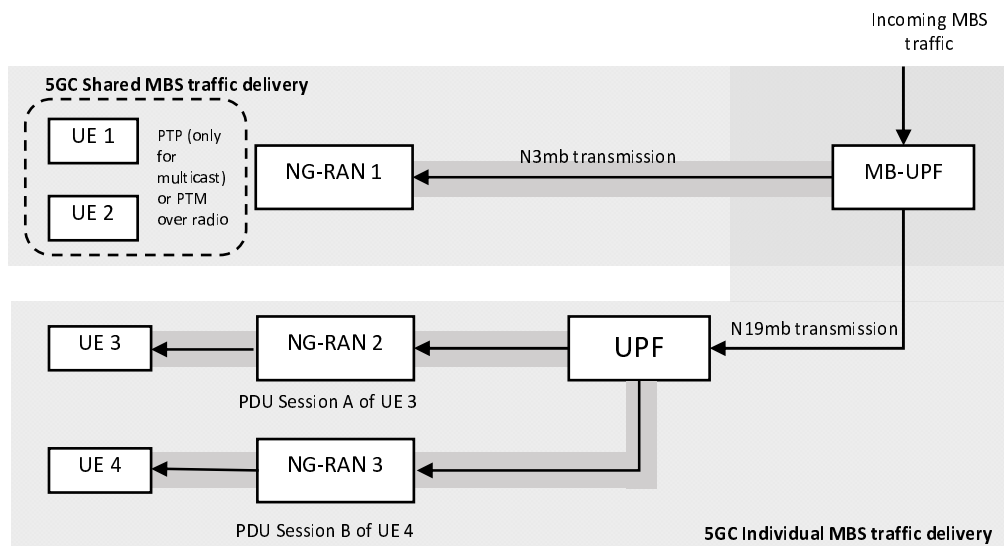 Incoming MBS
traffic
5GC Shared MBS traffic delivery
UE 1
PTP (only
for
multicast)
or PTM
over radio
UE 2
NG-RAN 1
N3mb transmission
MB-UPF
UE 3
NG-RAN 2
UPF
N19mb transmission
PDU Session A of UE 3
UE 4
NG-RAN 3
PDU Session B of UE 4
5GC Individual MBS traffic delivery